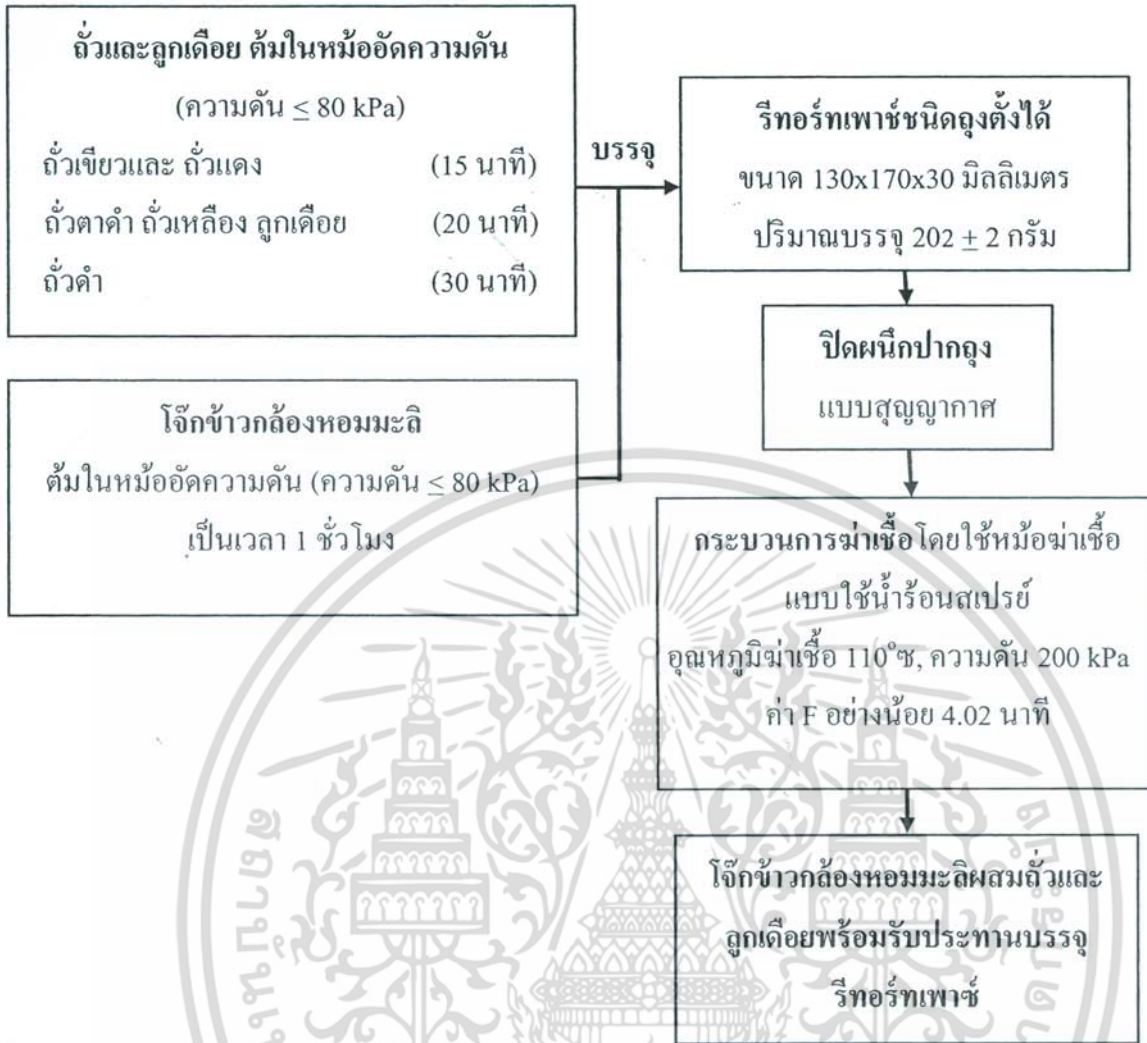 ถั่วและลูกเดือย ต้มในหม้ออัดความดัน
(ความดัน ≤ 80 kPa)
ถั่วเขียวและ ถั่วแดง (15 นาที)
ถั่วตาดำ ถั่วเหลือง ลูกเดือย (20 นาที)
ถั่วดำ (30 นาที)
โจ๊กข้าวกล้องหอมมะลิ
ต้มในหม้ออัดความดัน (ความดัน ≤ 80 kPa)
เป็นเวลา 1 ชั่วโมง
บรรจุ
รีทอร์ทเพาช์ชนิดถุงตั้งได้
ขนาด 130x170x30 มิลลิเมตร
ปริมาณบรรจุ 202 ± 2 กรัม
ปิดผนึกปากถุง
แบบสุญญากาศ
กระบวนการฆ่าเชื้อโดยใช้หม้อฆ่าเชื้อ
แบบใช้น้ำร้อนสเปรย์
อุณหภูมิฆ่าเชื้อ 110°ซ, ความดัน 200 kPa
ค่า F อย่างน้อย 4.02 นาที
โจ๊กข้าวกล้องหอมมะลิผสมถั่วและ
ลูกเดือยพร้อมรับประทานบรรจุ
รีทอร์ทเพาซ์